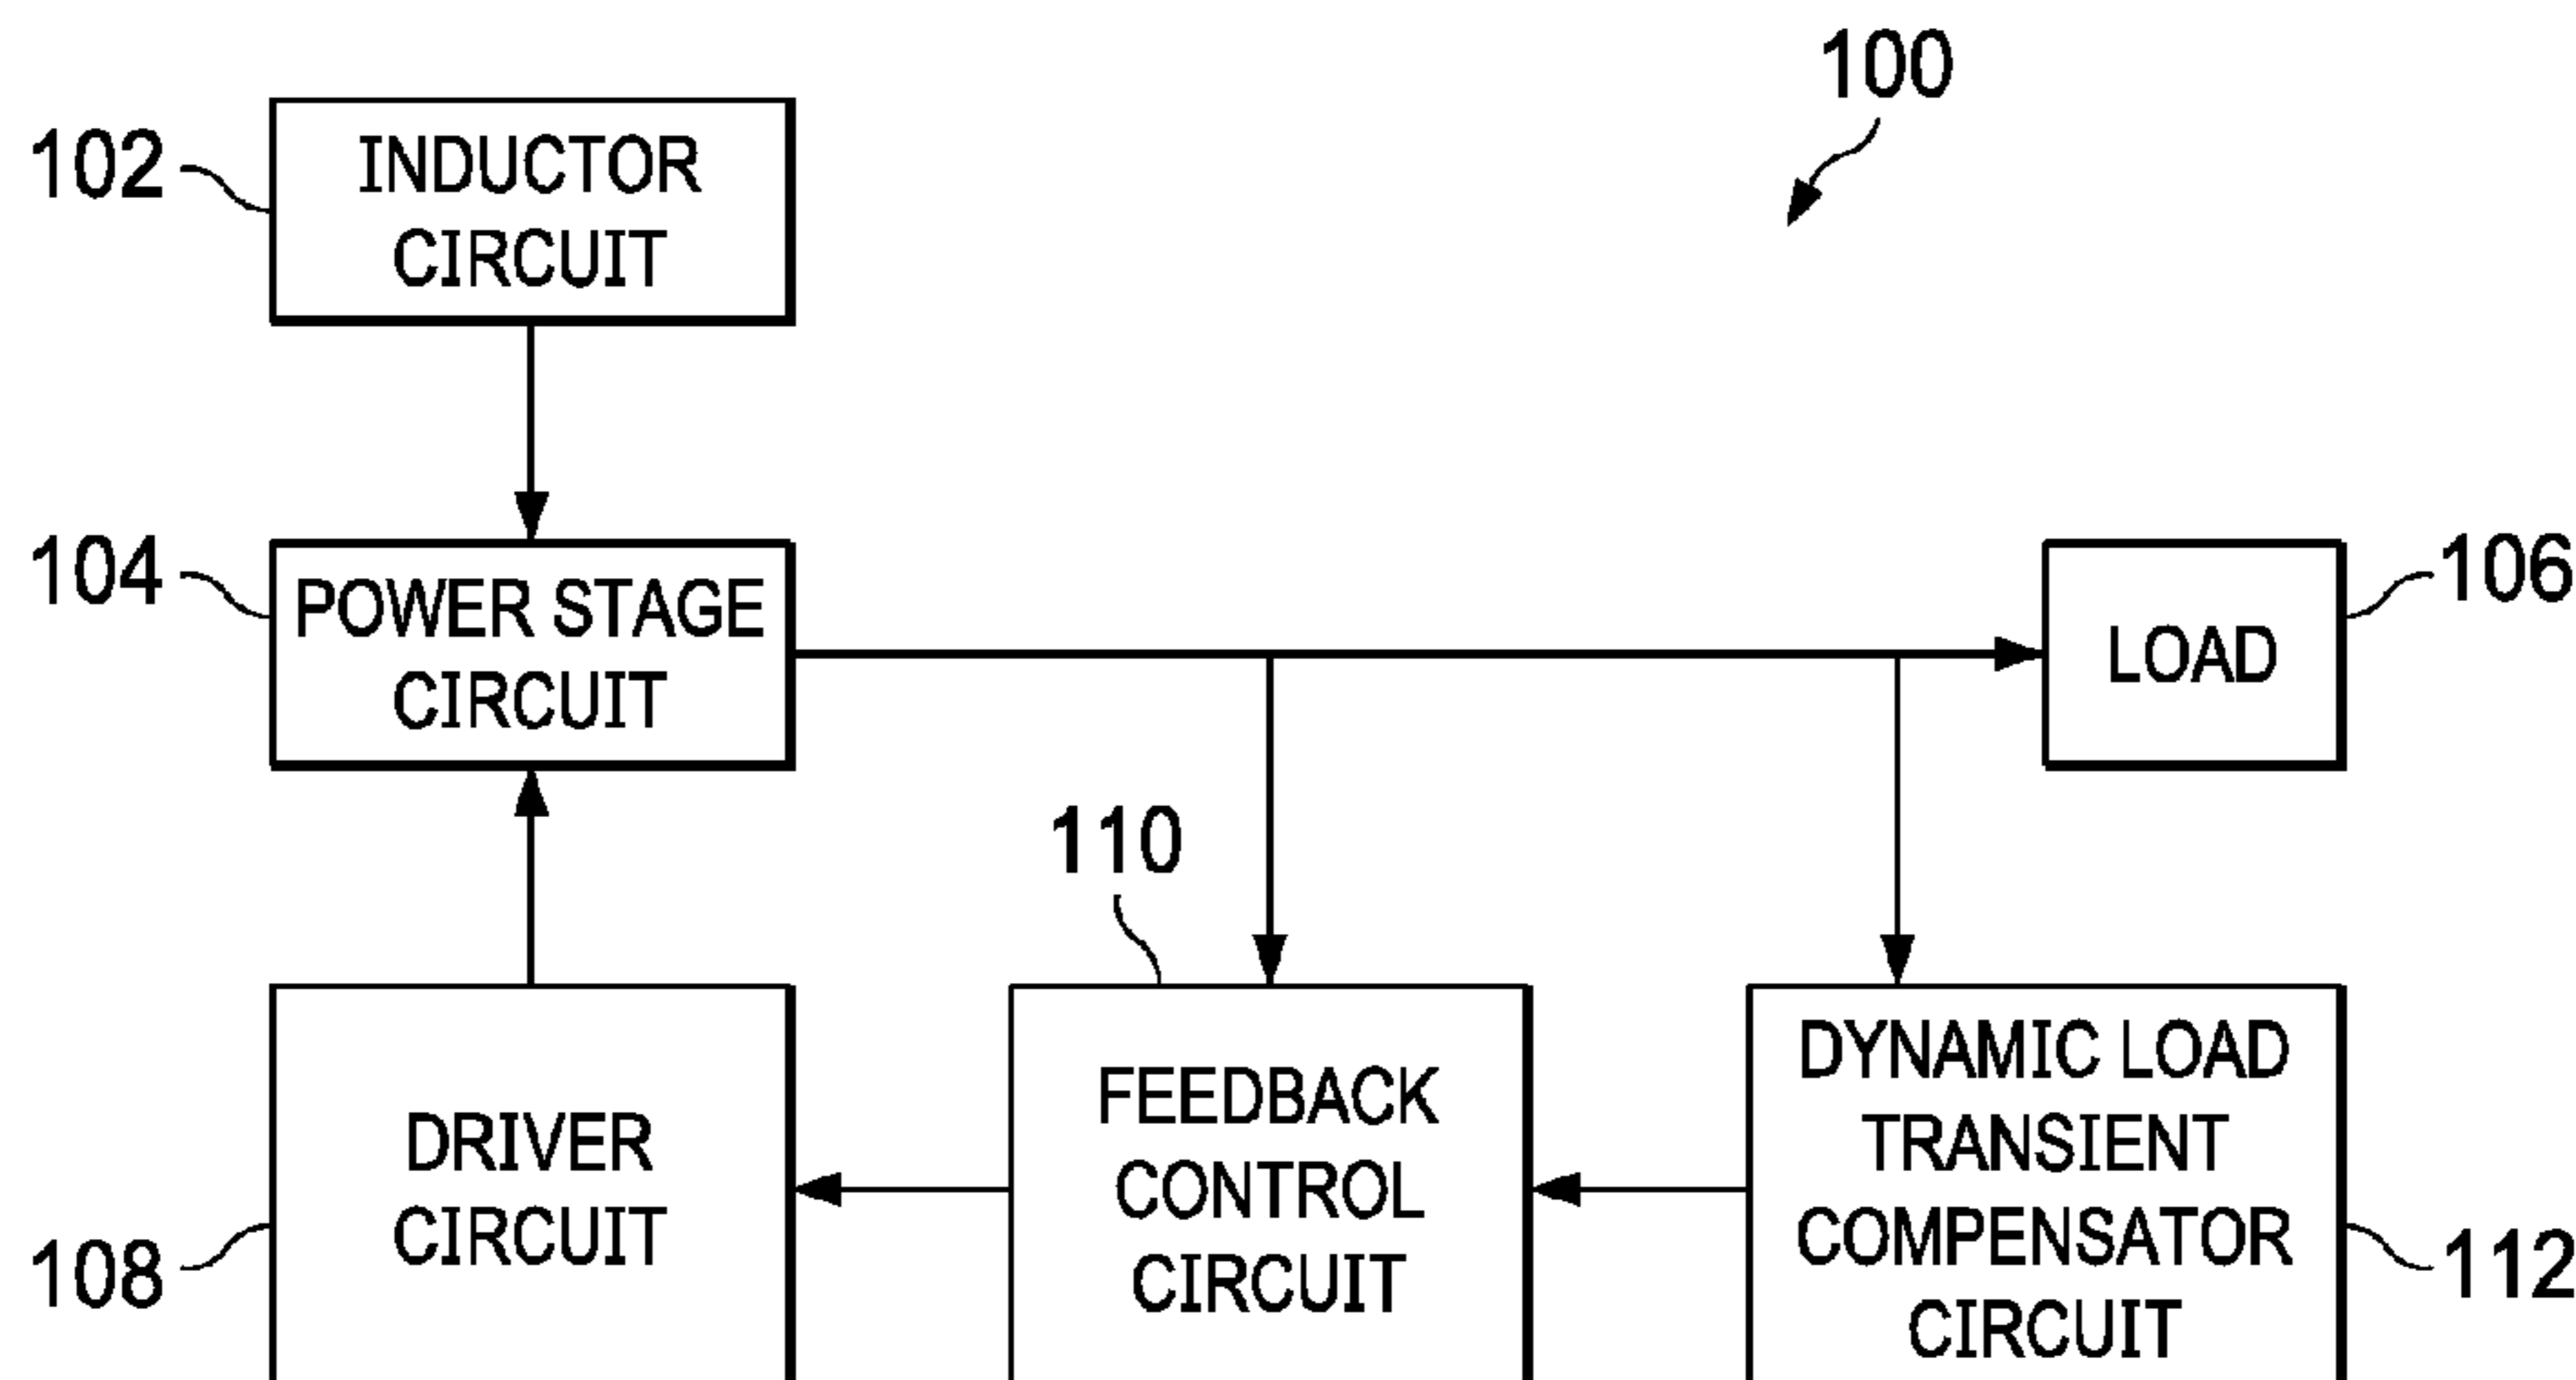 100
102
INDUCTOR
CIRCUIT
104
POWER STAGE
CIRCUIT
LOAD
106
110
108
DRIVER
CIRCUIT
FEEDBACK
CONTROL
CIRCUIT
DYNAMIC LOAD
TRANSIENT
COMPENSATOR
CIRCUIT
112